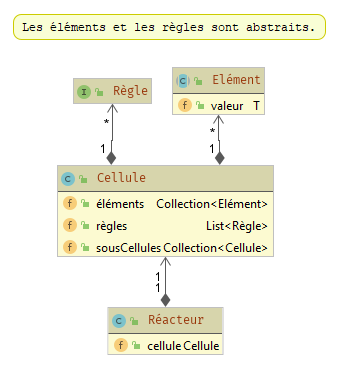 Les éléments et les règles sont abstraits.
I Règle
C Elément
f valeur T
*
*
1
1
C Cellule
f éléments Collection<Elément>
f règles List<Règle>
f sousCellules Collection<Cellule>
1
1
C Réacteur
f cellule Cellule